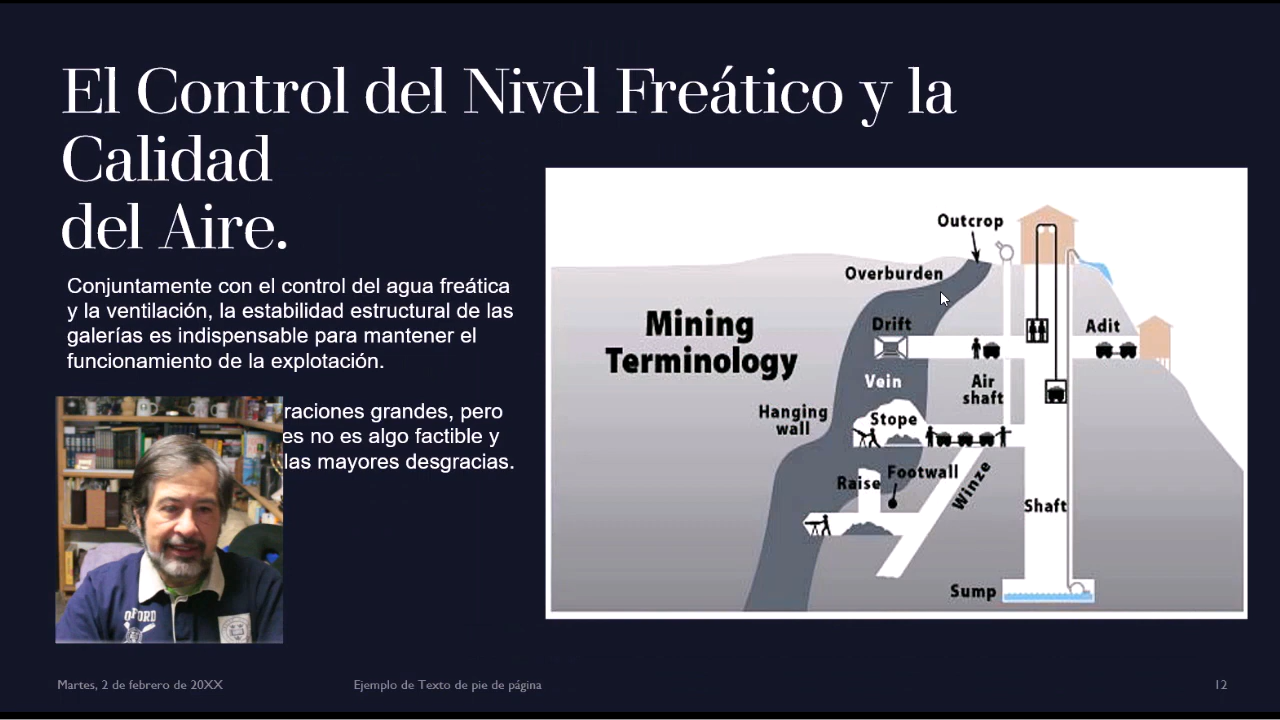 El Control del Nivel Freático y la
Calidad
del Aire.
Conjuntamente con el control del agua freática
y la ventilación, la estabilidad estructural de las
galerías es indispensable para mantener el
funcionamiento de la explotación.
raciones grandes, pero
es no es algo factible y
las mayores desgracias.
Outcrop
Overburden
Mining
Terminology
Drift
Adit
Vein
Air
shaft
Hanging
wall
Stope
Footwall
Raise
Winze
Shaft
Sump
OXFORD
Martes, 2 de febrero de 20XX
Ejemplo de Texto de pie de página
12